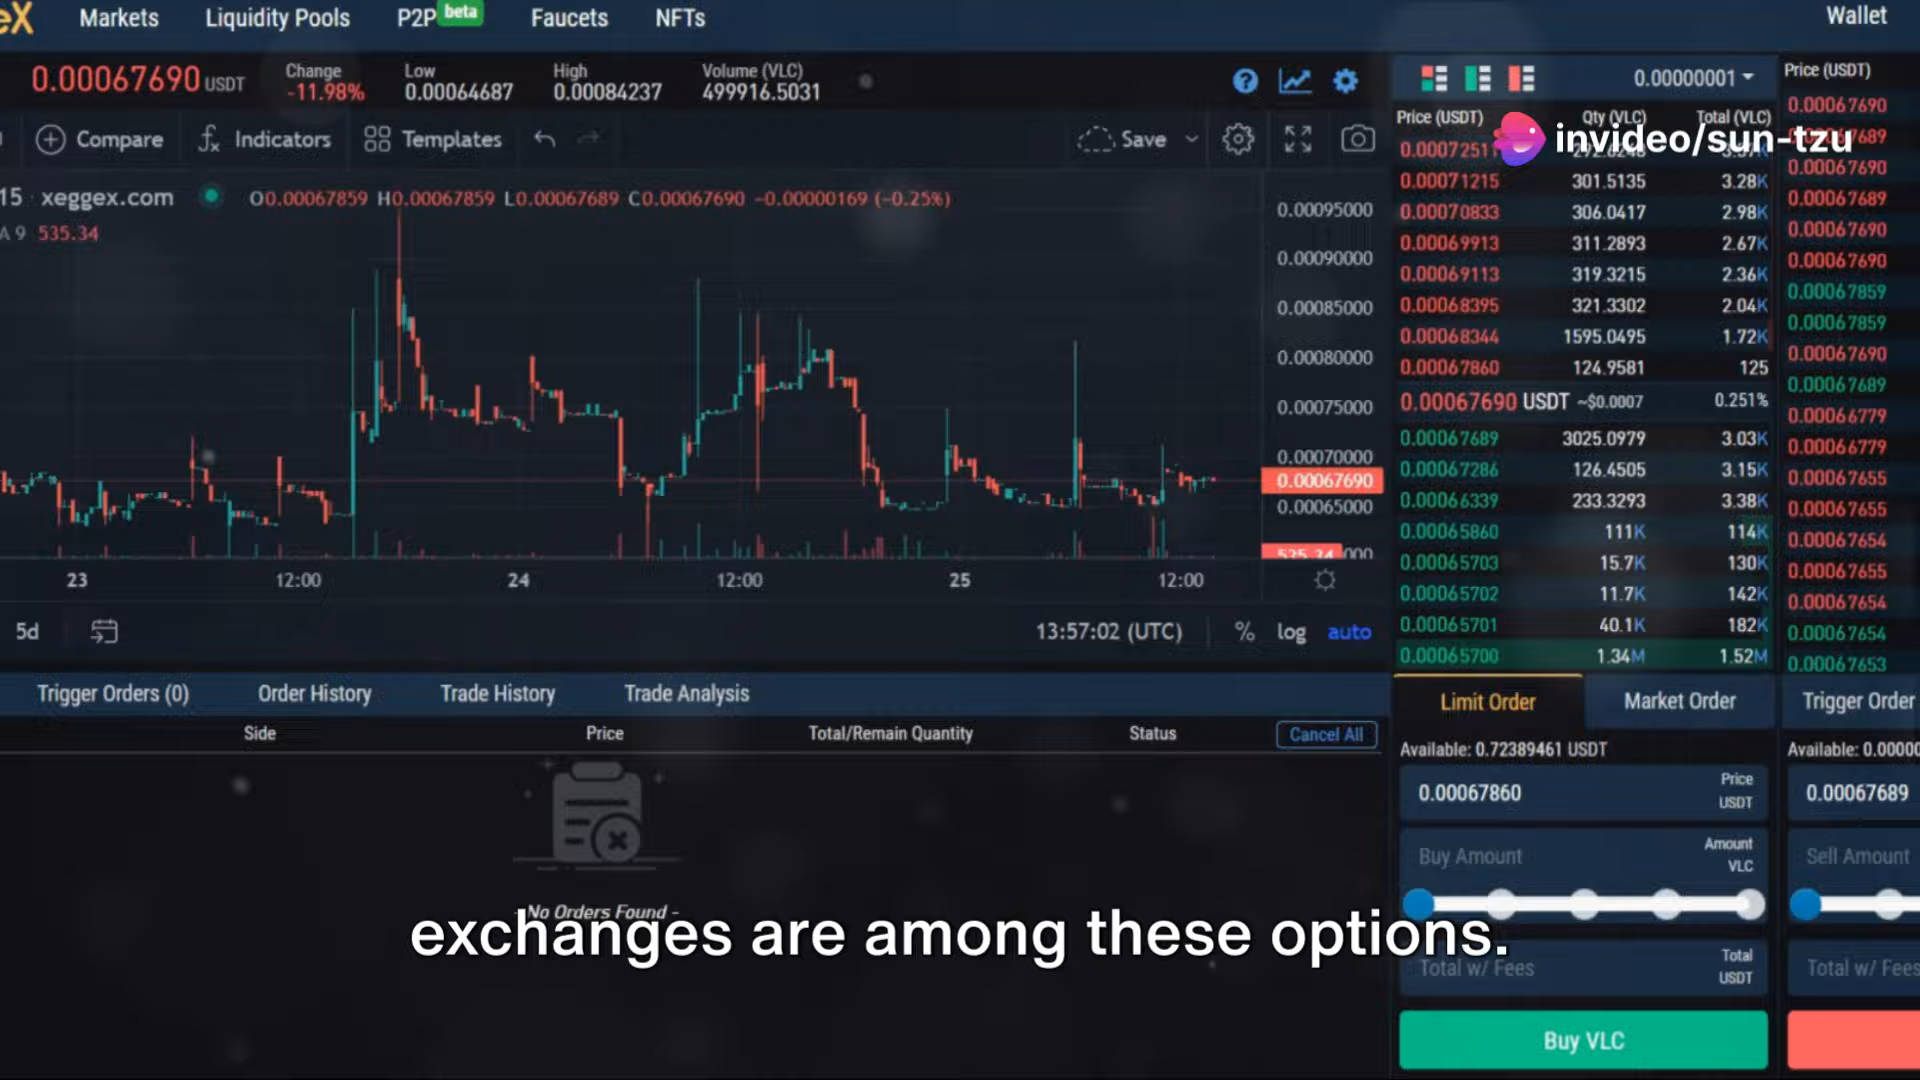 eX Markets Liquidity Pools P2P beta Faucets NFTs Wallet
0.00067690 USDT
Change
-11.98%
Low
0.00064687
High
0.00084237
Volume (VLC)
499916.5031
Compare Indicators Templates Save
15 · xeggex.com O0.00067859 H0.00067859 L0.00067689 C0.00067690 −0.00000169 (−0.25%)
A 9 535.34
0.00095000
0.00090000
0.00085000
0.00080000
0.00075000
0.00070000
0.00067690
0.00065000
535.34
23 12:00 24 12:00 25 12:00
5d 13:57:02 (UTC) % log auto
0.00000001
Price (USDT) Qty (VLC) Total (VLC)
invideo/sun-tzu
0.00071215 301.5135 3.28K
0.00070833 306.0417 2.98K
0.00069913 311.2893 2.67K
0.00069113 319.3215 2.36K
0.00068395 321.3302 2.04K
0.00068344 1595.0495 1.72K
0.00067860 124.9581 125
0.00067690 USDT ~$0.0007 0.251%
0.00067689 3025.0979 3.03K
0.00067286 126.4505 3.15K
0.00066339 233.3293 3.38K
0.00065860 111K 114K
0.00065703 15.7K 130K
0.00065702 11.7K 142K
0.00065701 40.1K 182K
0.00065700 1.34M 1.52M
Price (USDT)
0.00067690
0.00067690
0.00067689
0.00067690
0.00067690
0.00067859
0.00067859
0.00067690
0.00067689
0.00066779
0.00066779
0.00067655
0.00067655
0.00067654
0.00067655
0.00067654
0.00067654
0.00067653
Trigger Orders (0) Order History Trade History Trade Analysis
Side Price Total/Remain Quantity Status Cancel All
- No Orders Found -
Limit Order Market Order Trigger Order
Available: 0.72389461 USDT
0.00067860 Price
USDT
Buy Amount Amount
VLC
Total w/ Fees Total
USDT
Buy VLC
Available: 0.0000
0.00067689
Sell Amount
Total w/ Fees
exchanges are among these options.